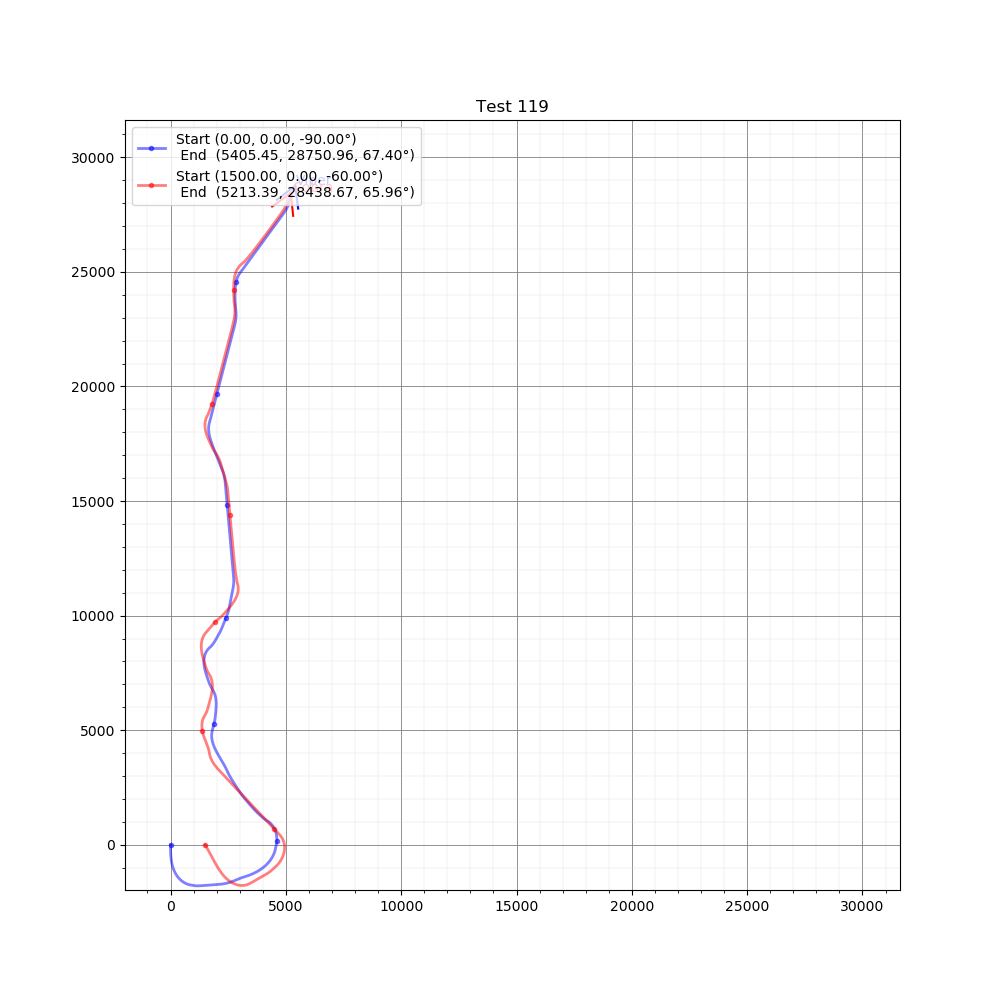 Test 119
Start (0.00, 0.00, -90.00°)
End (5405.45, 28750.96, 67.40°)
Start (1500.00, 0.00, -60.00°)
End (5213.39, 28438.67, 65.96°)
30000
25000
20000
15000
10000
5000
0
0 5000 10000 15000 20000 25000 30000